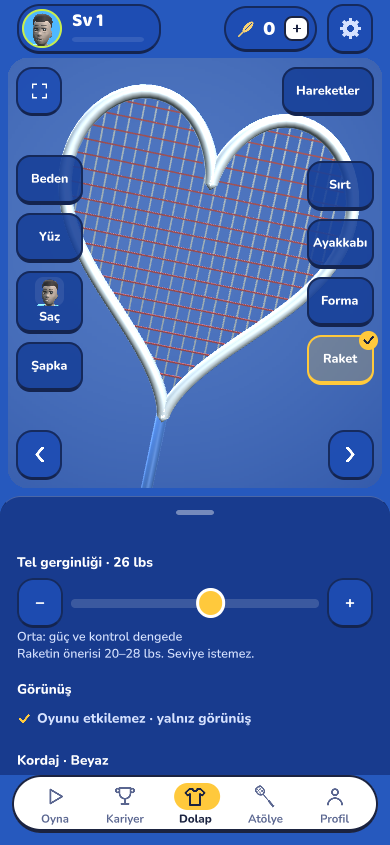 Sv 1
0
+
Hareketler
Beden
Sırt
Yüz
Ayakkabı
Saç
Forma
Şapka
Raket
Tel gerginliği · 26 lbs
−
+
Orta: güç ve kontrol dengede
Raketin önerisi 20–28 lbs. Seviye istemez.
Görünüş
Oyunu etkilemez · yalnız görünüş
Kordaj · Beyaz
Oyna
Kariyer
Dolap
Atölye
Profil